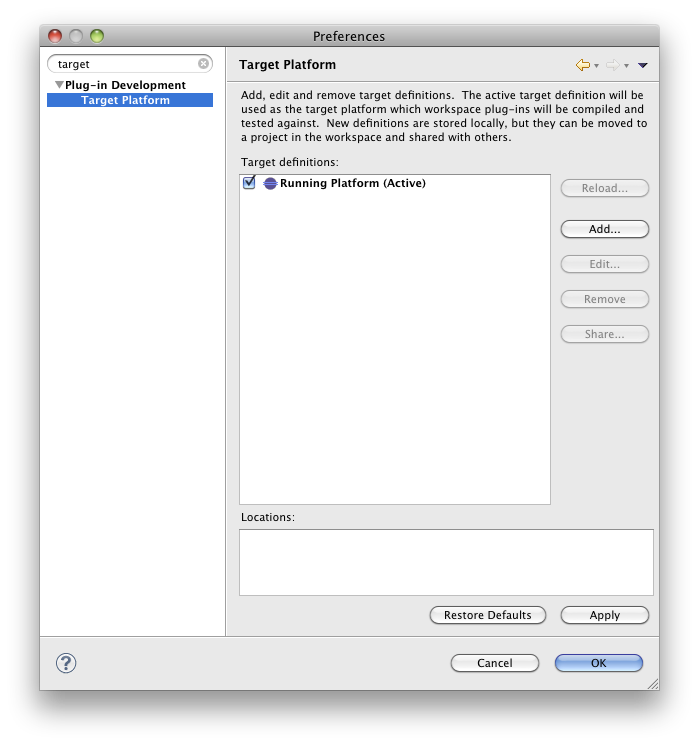 Preferences
target
Plug-in Development
Target Platform
Target Platform
Add, edit and remove target definitions.  The active target definition will be
used as the target platform which workspace plug-ins will be compiled and
tested against.  New definitions are stored locally, but they can be moved to
a project in the workspace and shared with others.
Target definitions:
Running Platform (Active)
Reload...
Add...
Edit...
Remove
Share...
Locations:
Restore Defaults
Apply
?
Cancel
OK